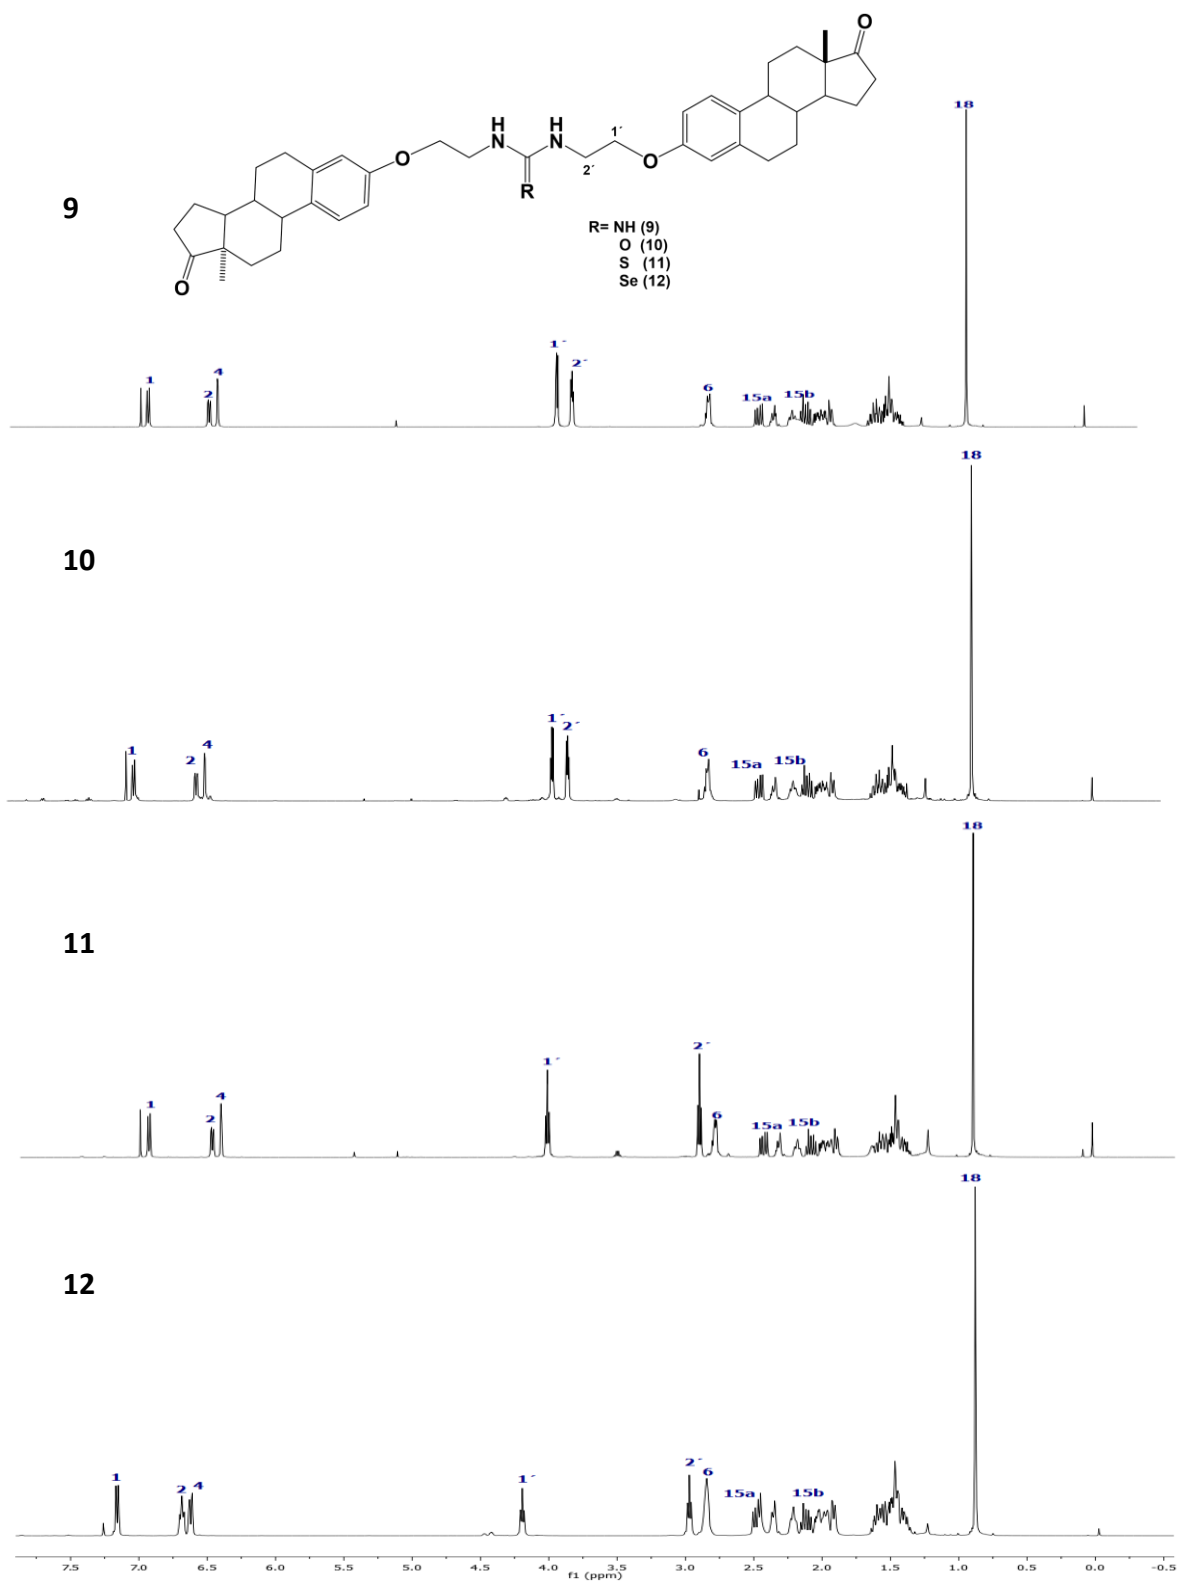 O
H
H
N
N
1´
O
2´
O
R
R= NH (9)
O (10)
S (11)
Se (12)
O
9
18
1
2
4
1´
2´
6
15a
15b
10
18
1
2
4
1´
2´
6
15a
15b
11
18
1
2
4
1´
2´
6
15a
15b
12
18
1
2
4
1´
2´
6
15a
15b
7.5 7.0 6.5 6.0 5.5 5.0 4.5 4.0 3.5 3.0 2.5 2.0 1.5 1.0 0.5 0.0 -0.5
f1 (ppm)